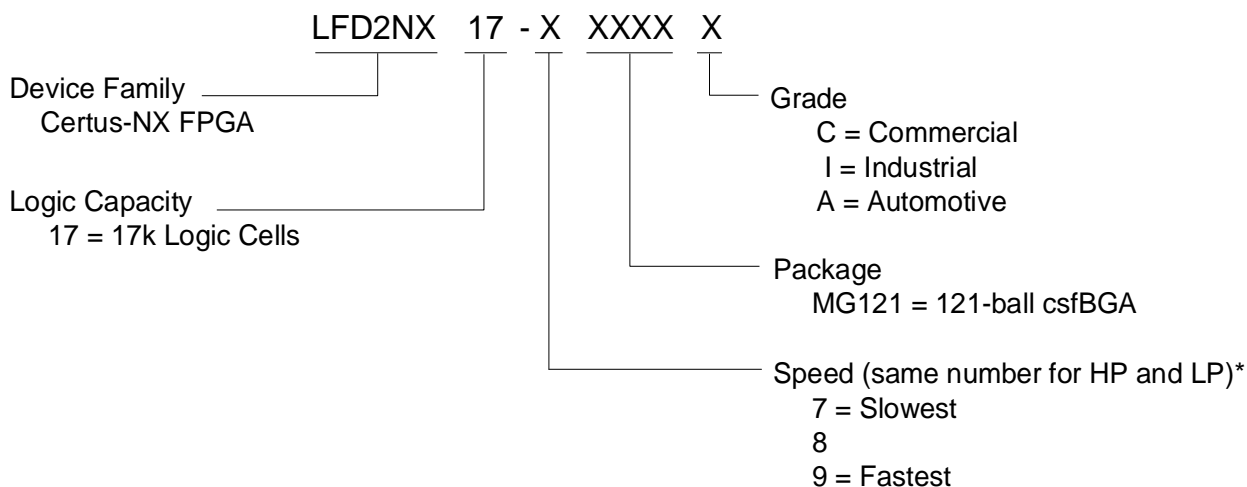 LFD2NX 17 - X XXXX X
Device Family
Certus-NX FPGA
Logic Capacity
17 = 17k Logic Cells
Grade
C = Commercial
I = Industrial
A = Automotive
Package
MG121 = 121-ball csfBGA
Speed (same number for HP and LP)*
7 = Slowest
8
9 = Fastest